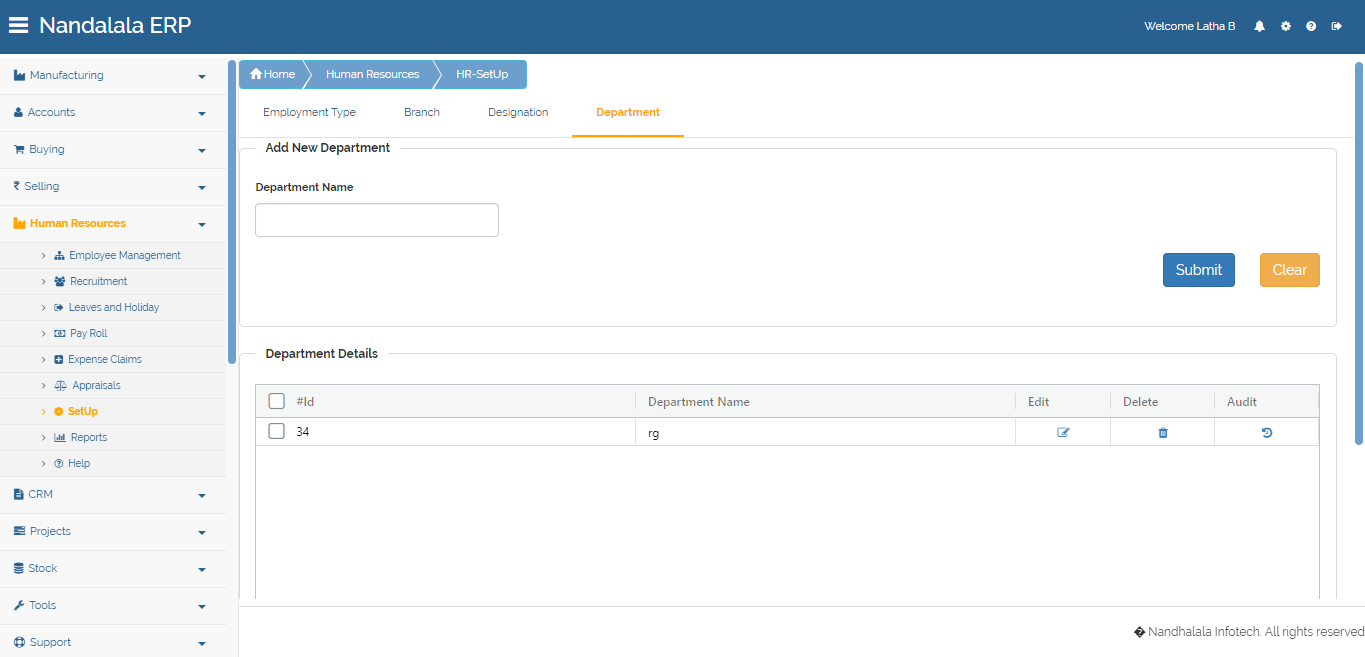 Nandalala ERP
Welcome Latha B
Manufacturing
Accounts
Buying
Selling
Human Resources
Employee Management
Recruitment
Leaves and Holiday
Pay Roll
Expense Claims
Appraisals
SetUp
Reports
Help
CRM
Projects
Stock
Tools
Support
Home Human Resources HR-SetUp
Employment Type Branch Designation Department
Add New Department
Department Name
Submit Clear
Department Details
#Id Department Name Edit Delete Audit
34 rg
� Nandhalala Infotech. All rights reserved